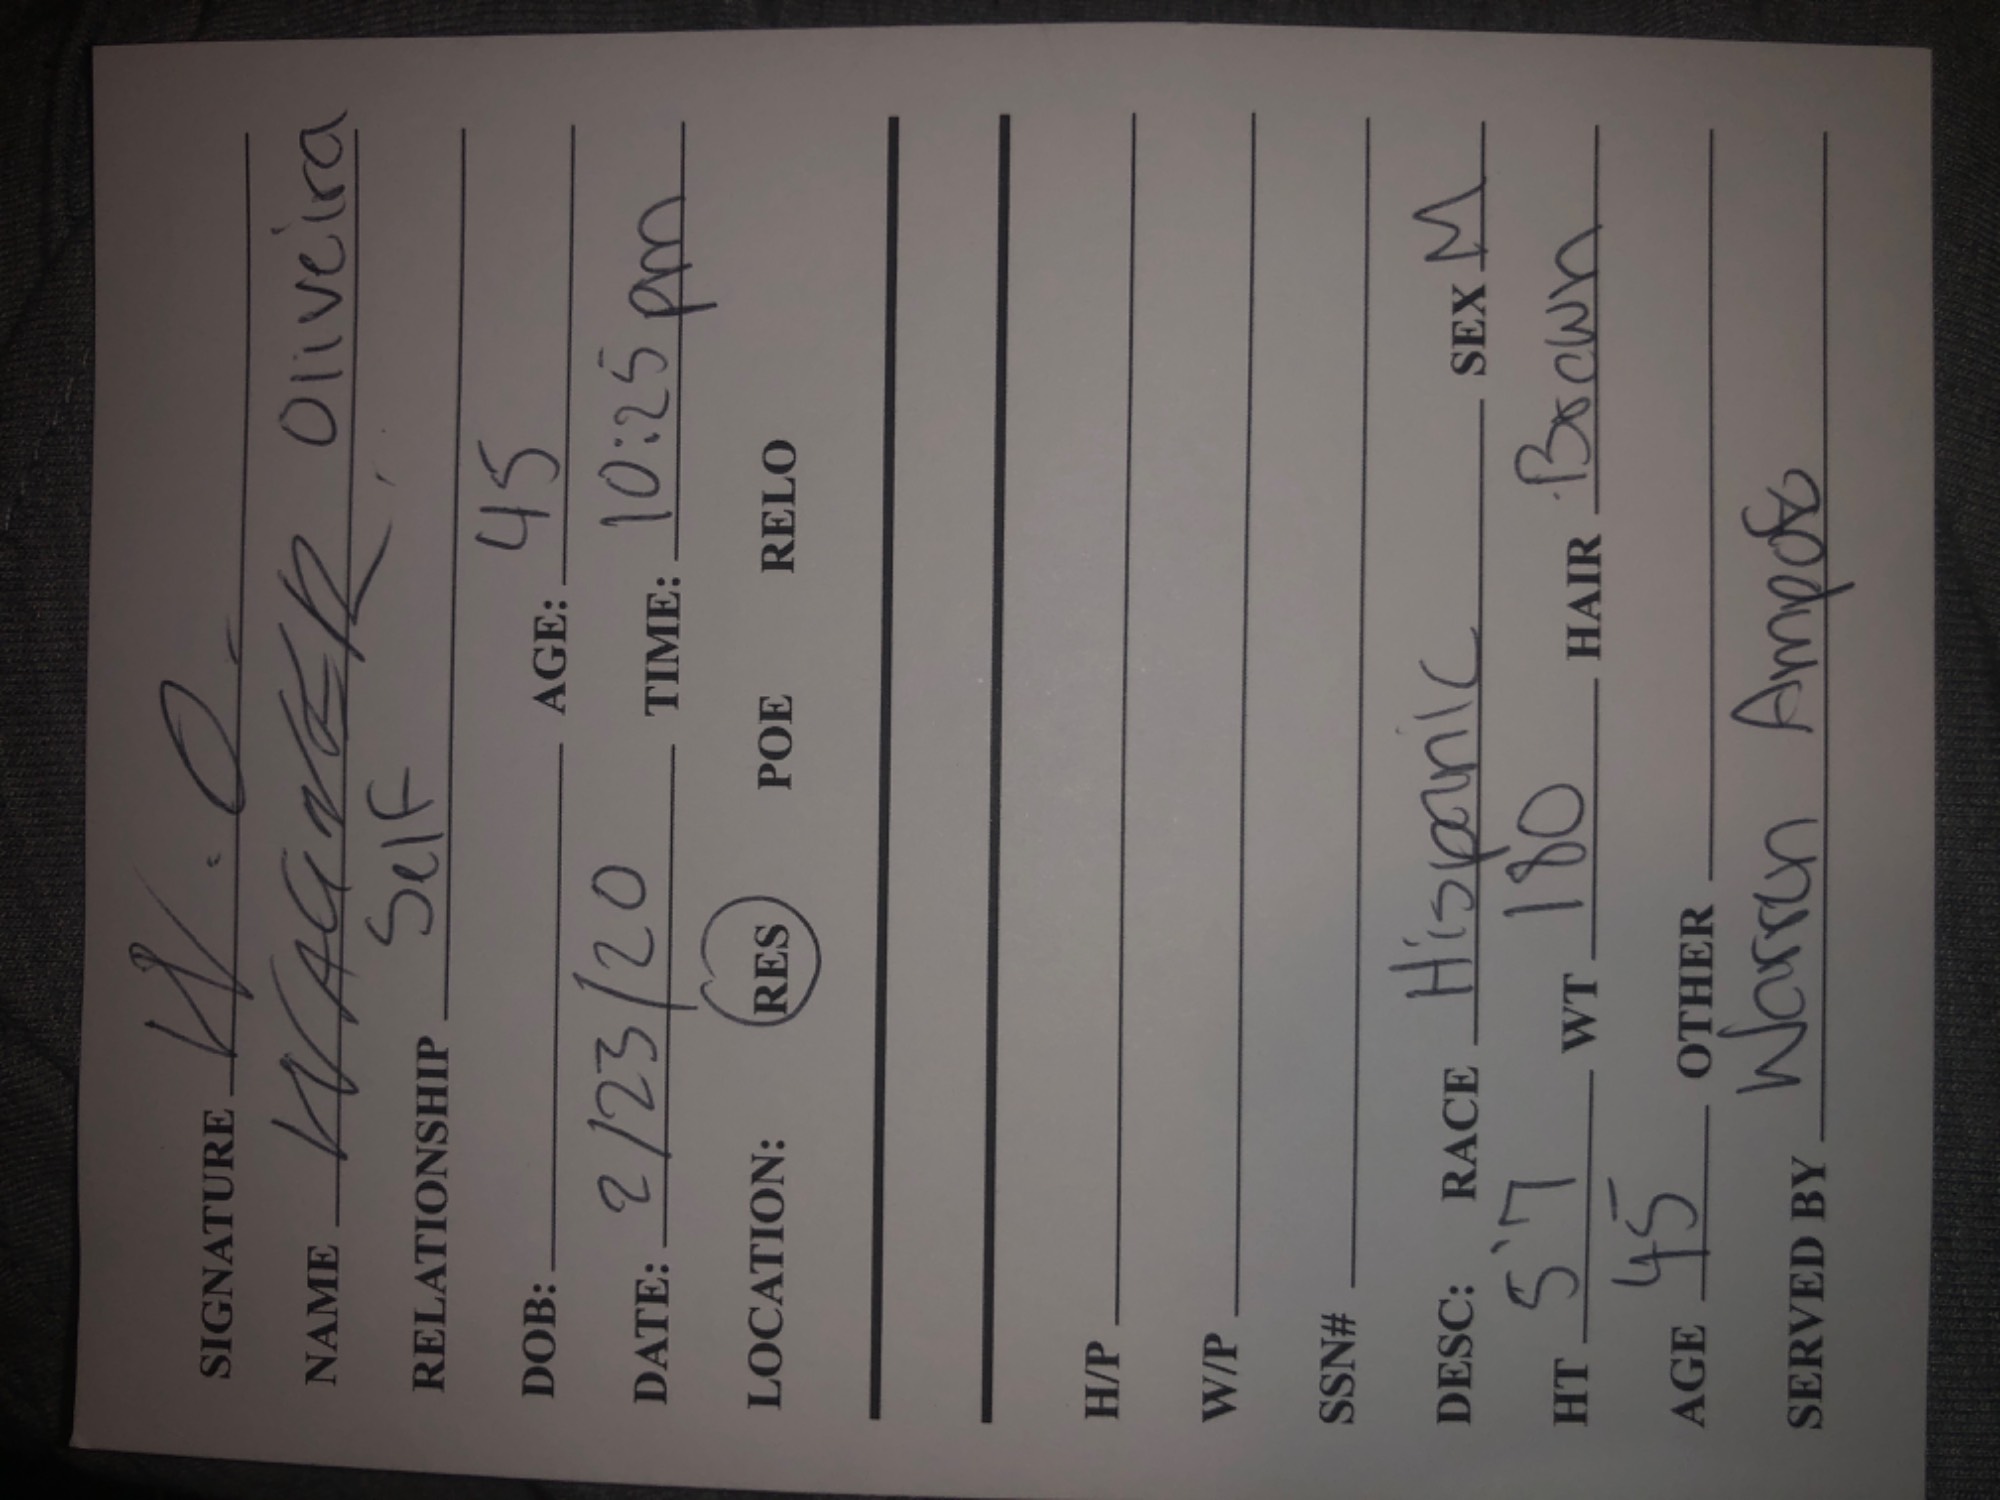 SIGNATURE W. O.
NAME WAGNER Oliveira
RELATIONSHIP Self
DOB: AGE: 45
DATE: 2/23/20 TIME: 10:25 pm
LOCATION: RES POE RELO
H/P
W/P
SSN#
DESC: RACE Hispanic SEX M
HT 5'7 WT 180 HAIR Brown
AGE 45 OTHER
SERVED BY Warren